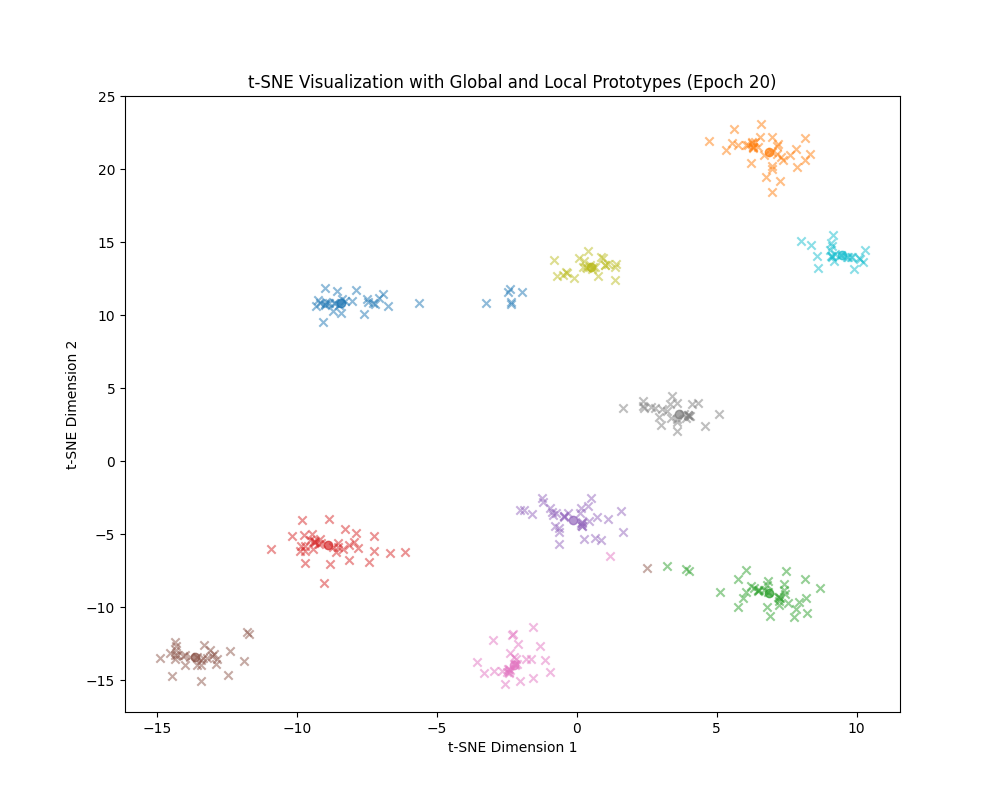 t-SNE Visualization with Global and Local Prototypes (Epoch 20)
25
20
15
10
5
0
−5
−10
−15
t-SNE Dimension 2
−15 −10 −5 0 5 10
t-SNE Dimension 1